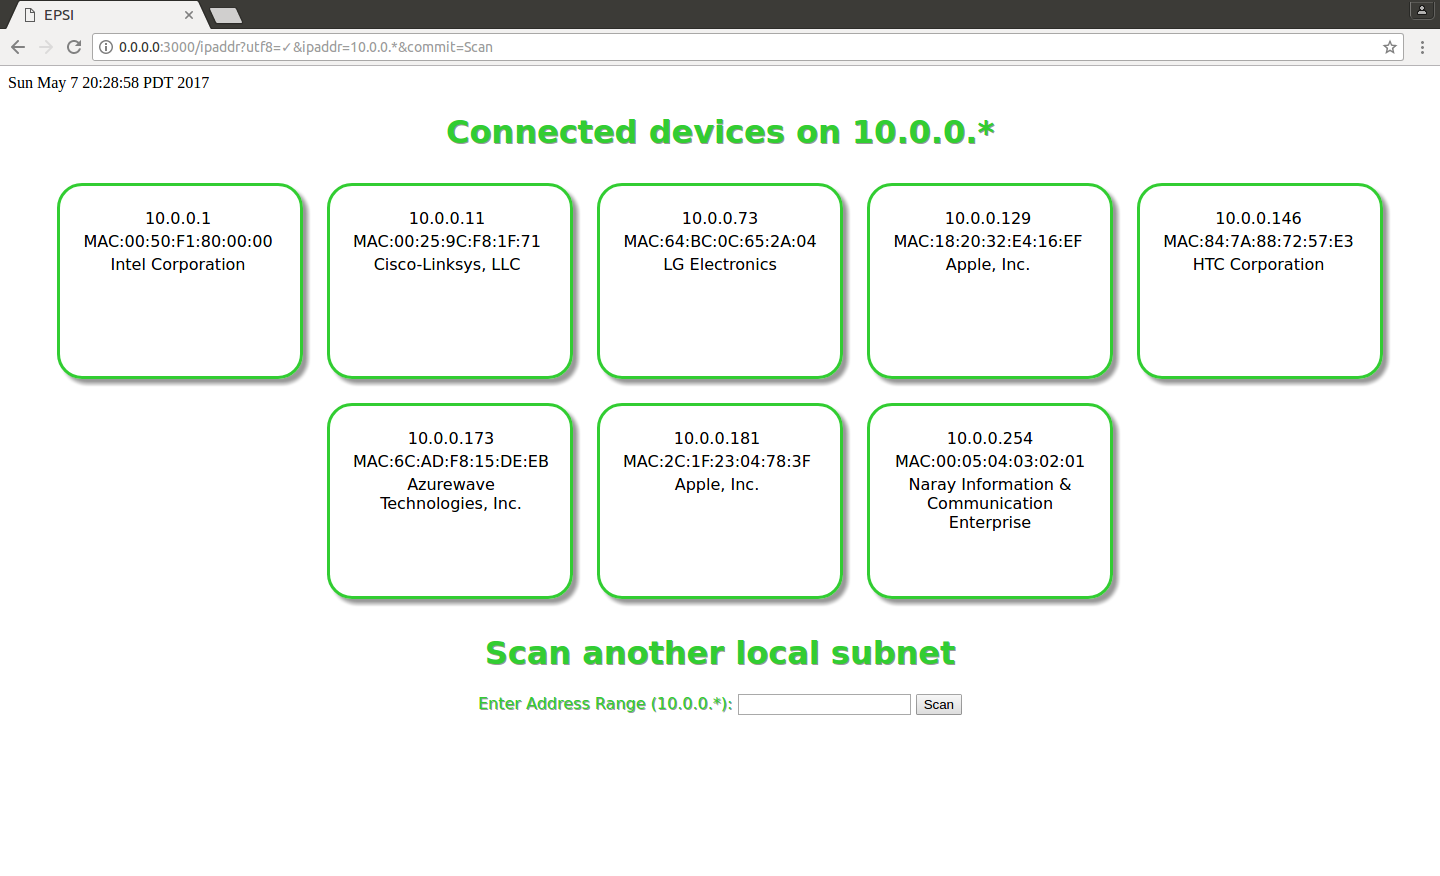 EPSI
0.0.0.0:3000/ipaddr?utf8=✓&ipaddr=10.0.0.*&commit=Scan
Sun May 7 20:28:58 PDT 2017
Connected devices on 10.0.0.*
10.0.0.1
MAC:00:50:F1:80:00:00
Intel Corporation
10.0.0.11
MAC:00:25:9C:F8:1F:71
Cisco-Linksys, LLC
10.0.0.73
MAC:64:BC:0C:65:2A:04
LG Electronics
10.0.0.129
MAC:18:20:32:E4:16:EF
Apple, Inc.
10.0.0.146
MAC:84:7A:88:72:57:E3
HTC Corporation
10.0.0.173
MAC:6C:AD:F8:15:DE:EB
Azurewave
Technologies, Inc.
10.0.0.181
MAC:2C:1F:23:04:78:3F
Apple, Inc.
10.0.0.254
MAC:00:05:04:03:02:01
Naray Information &
Communication
Enterprise
Scan another local subnet
Enter Address Range (10.0.0.*):
Scan